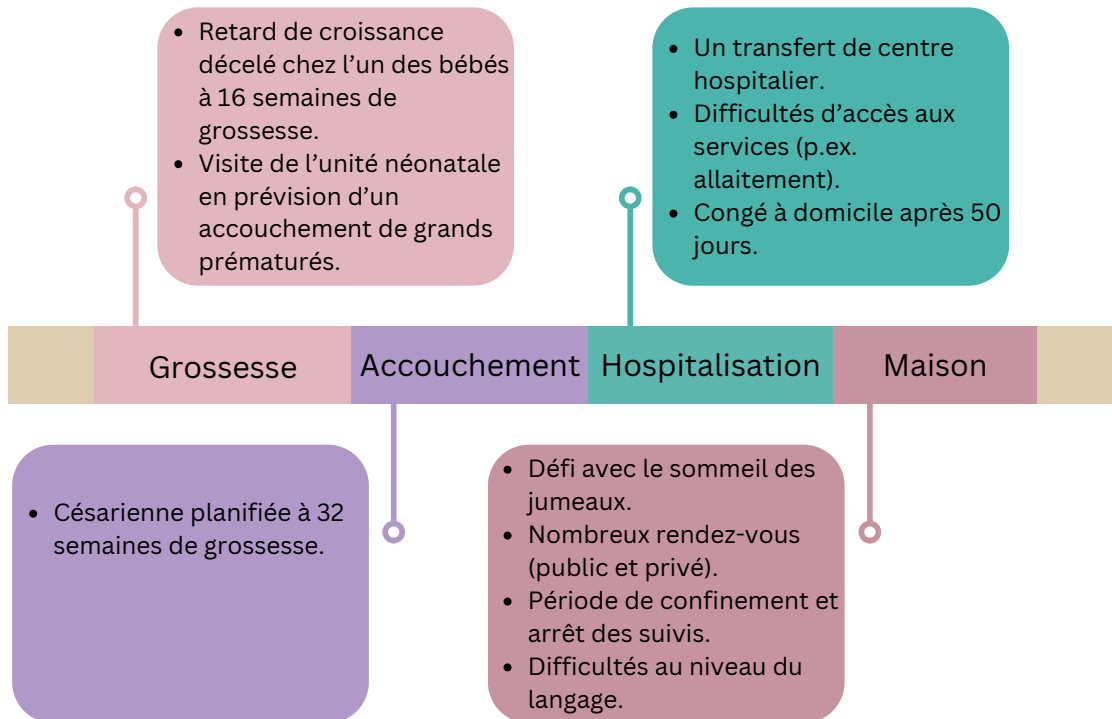 • Retard de croissance
décelé chez l’un des bébés
à 16 semaines de
grossesse.
• Visite de l’unité néonatale
en prévision d’un
accouchement de grands
prématurés.
• Un transfert de centre
hospitalier.
• Difficultés d’accès aux
services (p.ex.
allaitement).
• Congé à domicile après 50
jours.
Grossesse
Accouchement
Hospitalisation
Maison
• Césarienne planifiée à 32
semaines de grossesse.
• Défi avec le sommeil des
jumeaux.
• Nombreux rendez-vous
(public et privé).
• Période de confinement et
arrêt des suivis.
• Difficultés au niveau du
langage.